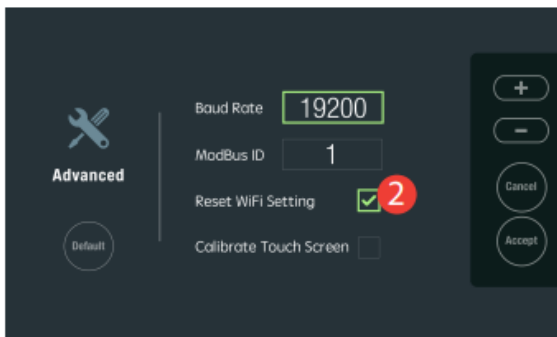 Baud Rate 19200
ModBus ID 1
Advanced
Reset WiFi Setting 2
Default
Calibrate Touch Screen
+
-
Cancel
Accept